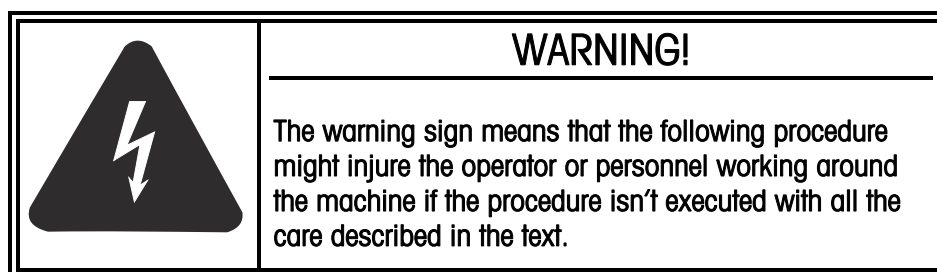 WARNING!
The warning sign means that the following procedure
might injure the operator or personnel working around
the machine if the procedure isn't executed with all the
care described in the text.